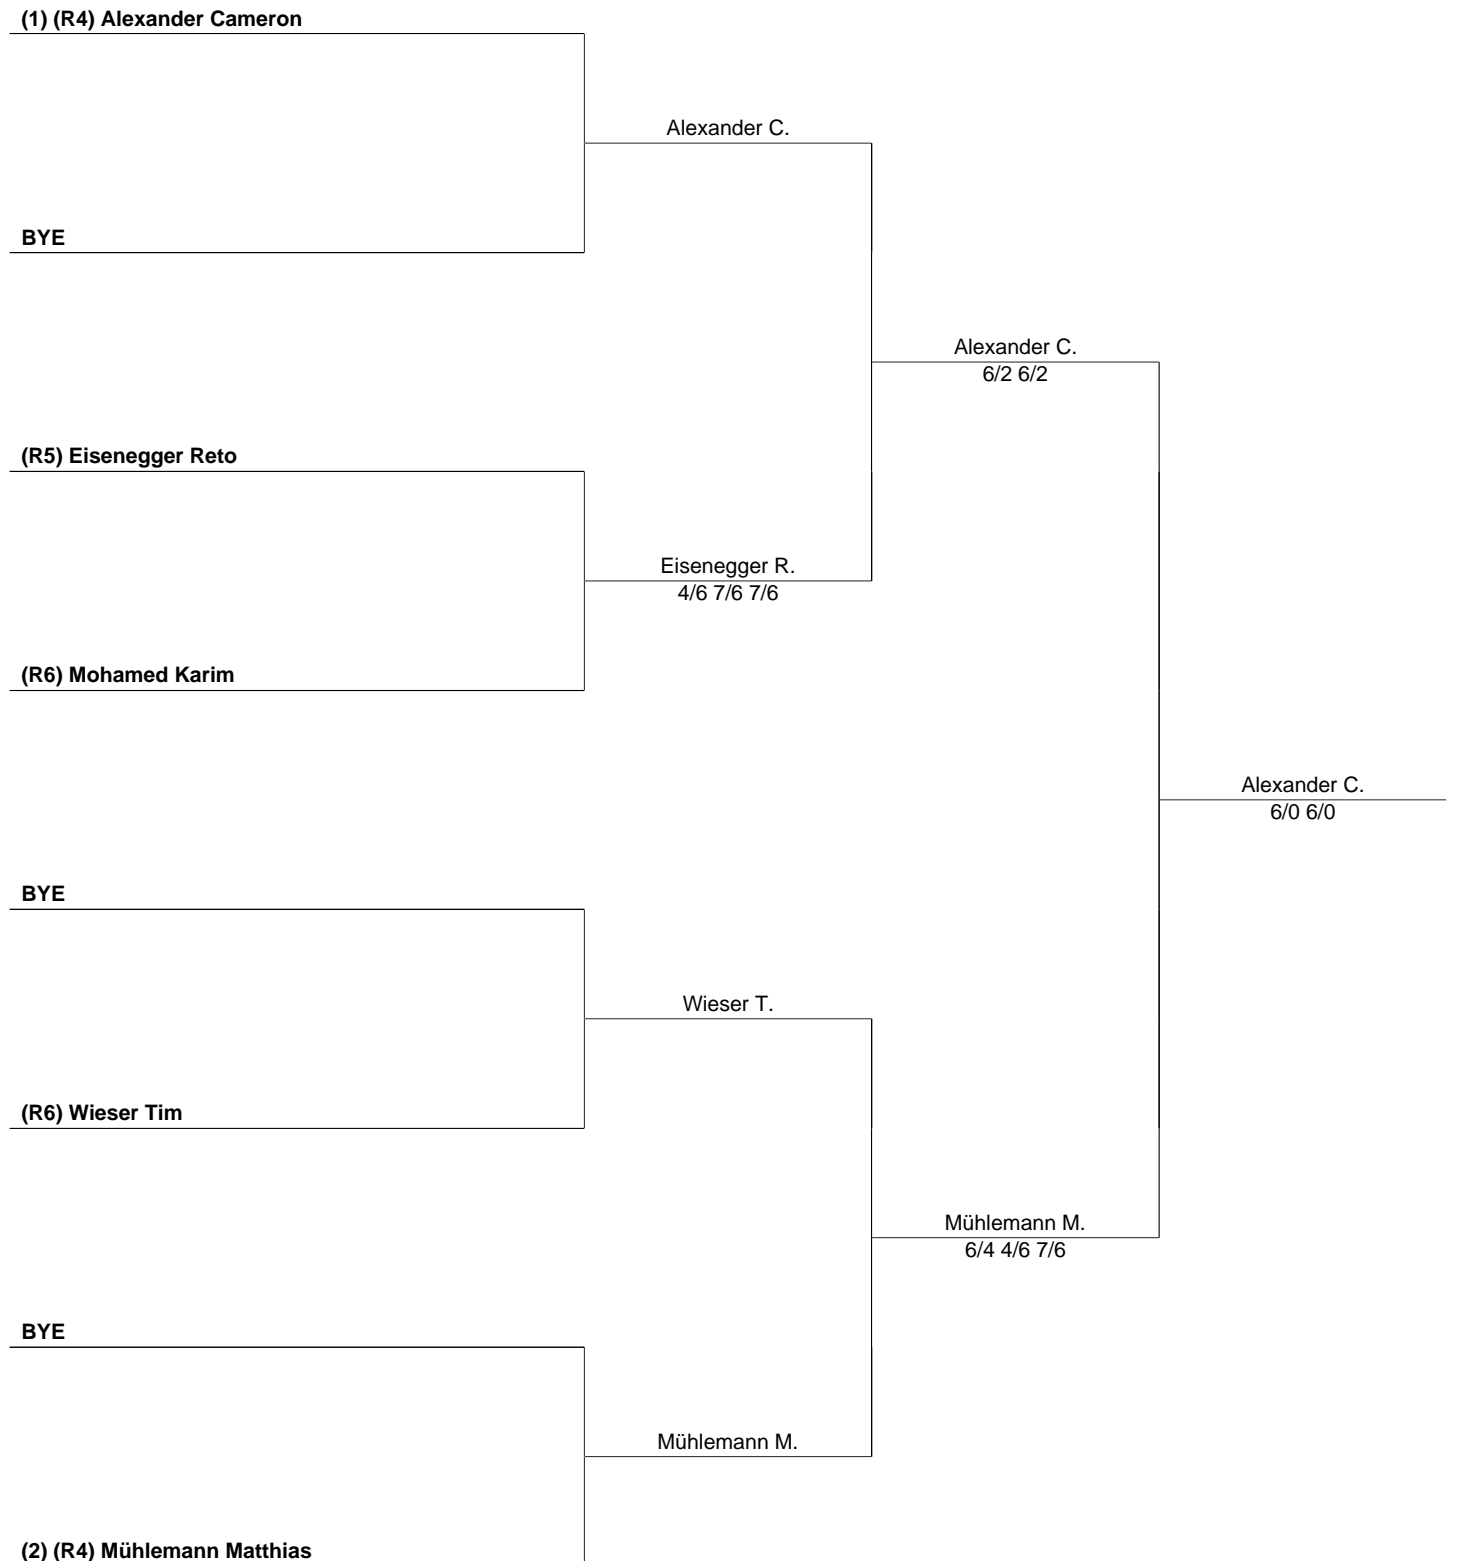 (1) (R4) Alexander Cameron
Alexander C.
BYE
Alexander C.
6/2 6/2
(R5) Eisenegger Reto
Eisenegger R.
4/6 7/6 7/6
(R6) Mohamed Karim
Alexander C.
6/0 6/0
BYE
Wieser T.
(R6) Wieser Tim
Mühlemann M.
6/4 4/6 7/6
BYE
Mühlemann M.
(2) (R4) Mühlemann Matthias